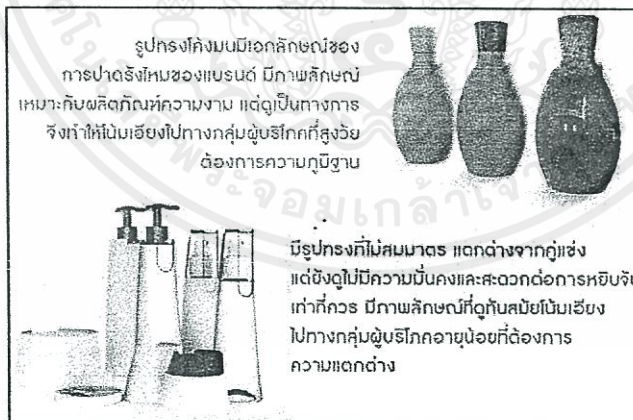 รูปทรงโค้งมนมีเอกลักษณ์ของ
การปาดรังไหมของแบรนด์ มีภาพลักษณ์
เหมาะกับผลิตภัณฑ์ความงาม แต่ดูเป็นทางการ
จึงทำให้โน้มเอียงไปทางกลุ่มผู้บริโภคที่สูงวัย
ต้องการความภูมิฐาน
มีรูปทรงที่ไม่สมมาตร แตกต่างจากคู่แข่ง
แต่ยังดูไม่มีความมั่นคงและสะดวกต่อการหยิบจับ
เท่าที่ควร มีภาพลักษณ์ที่ดูทันสมัยโน้มเอียง
ไปทางกลุ่มผู้บริโภคอายุน้อยที่ต้องการ
ความแตกต่าง